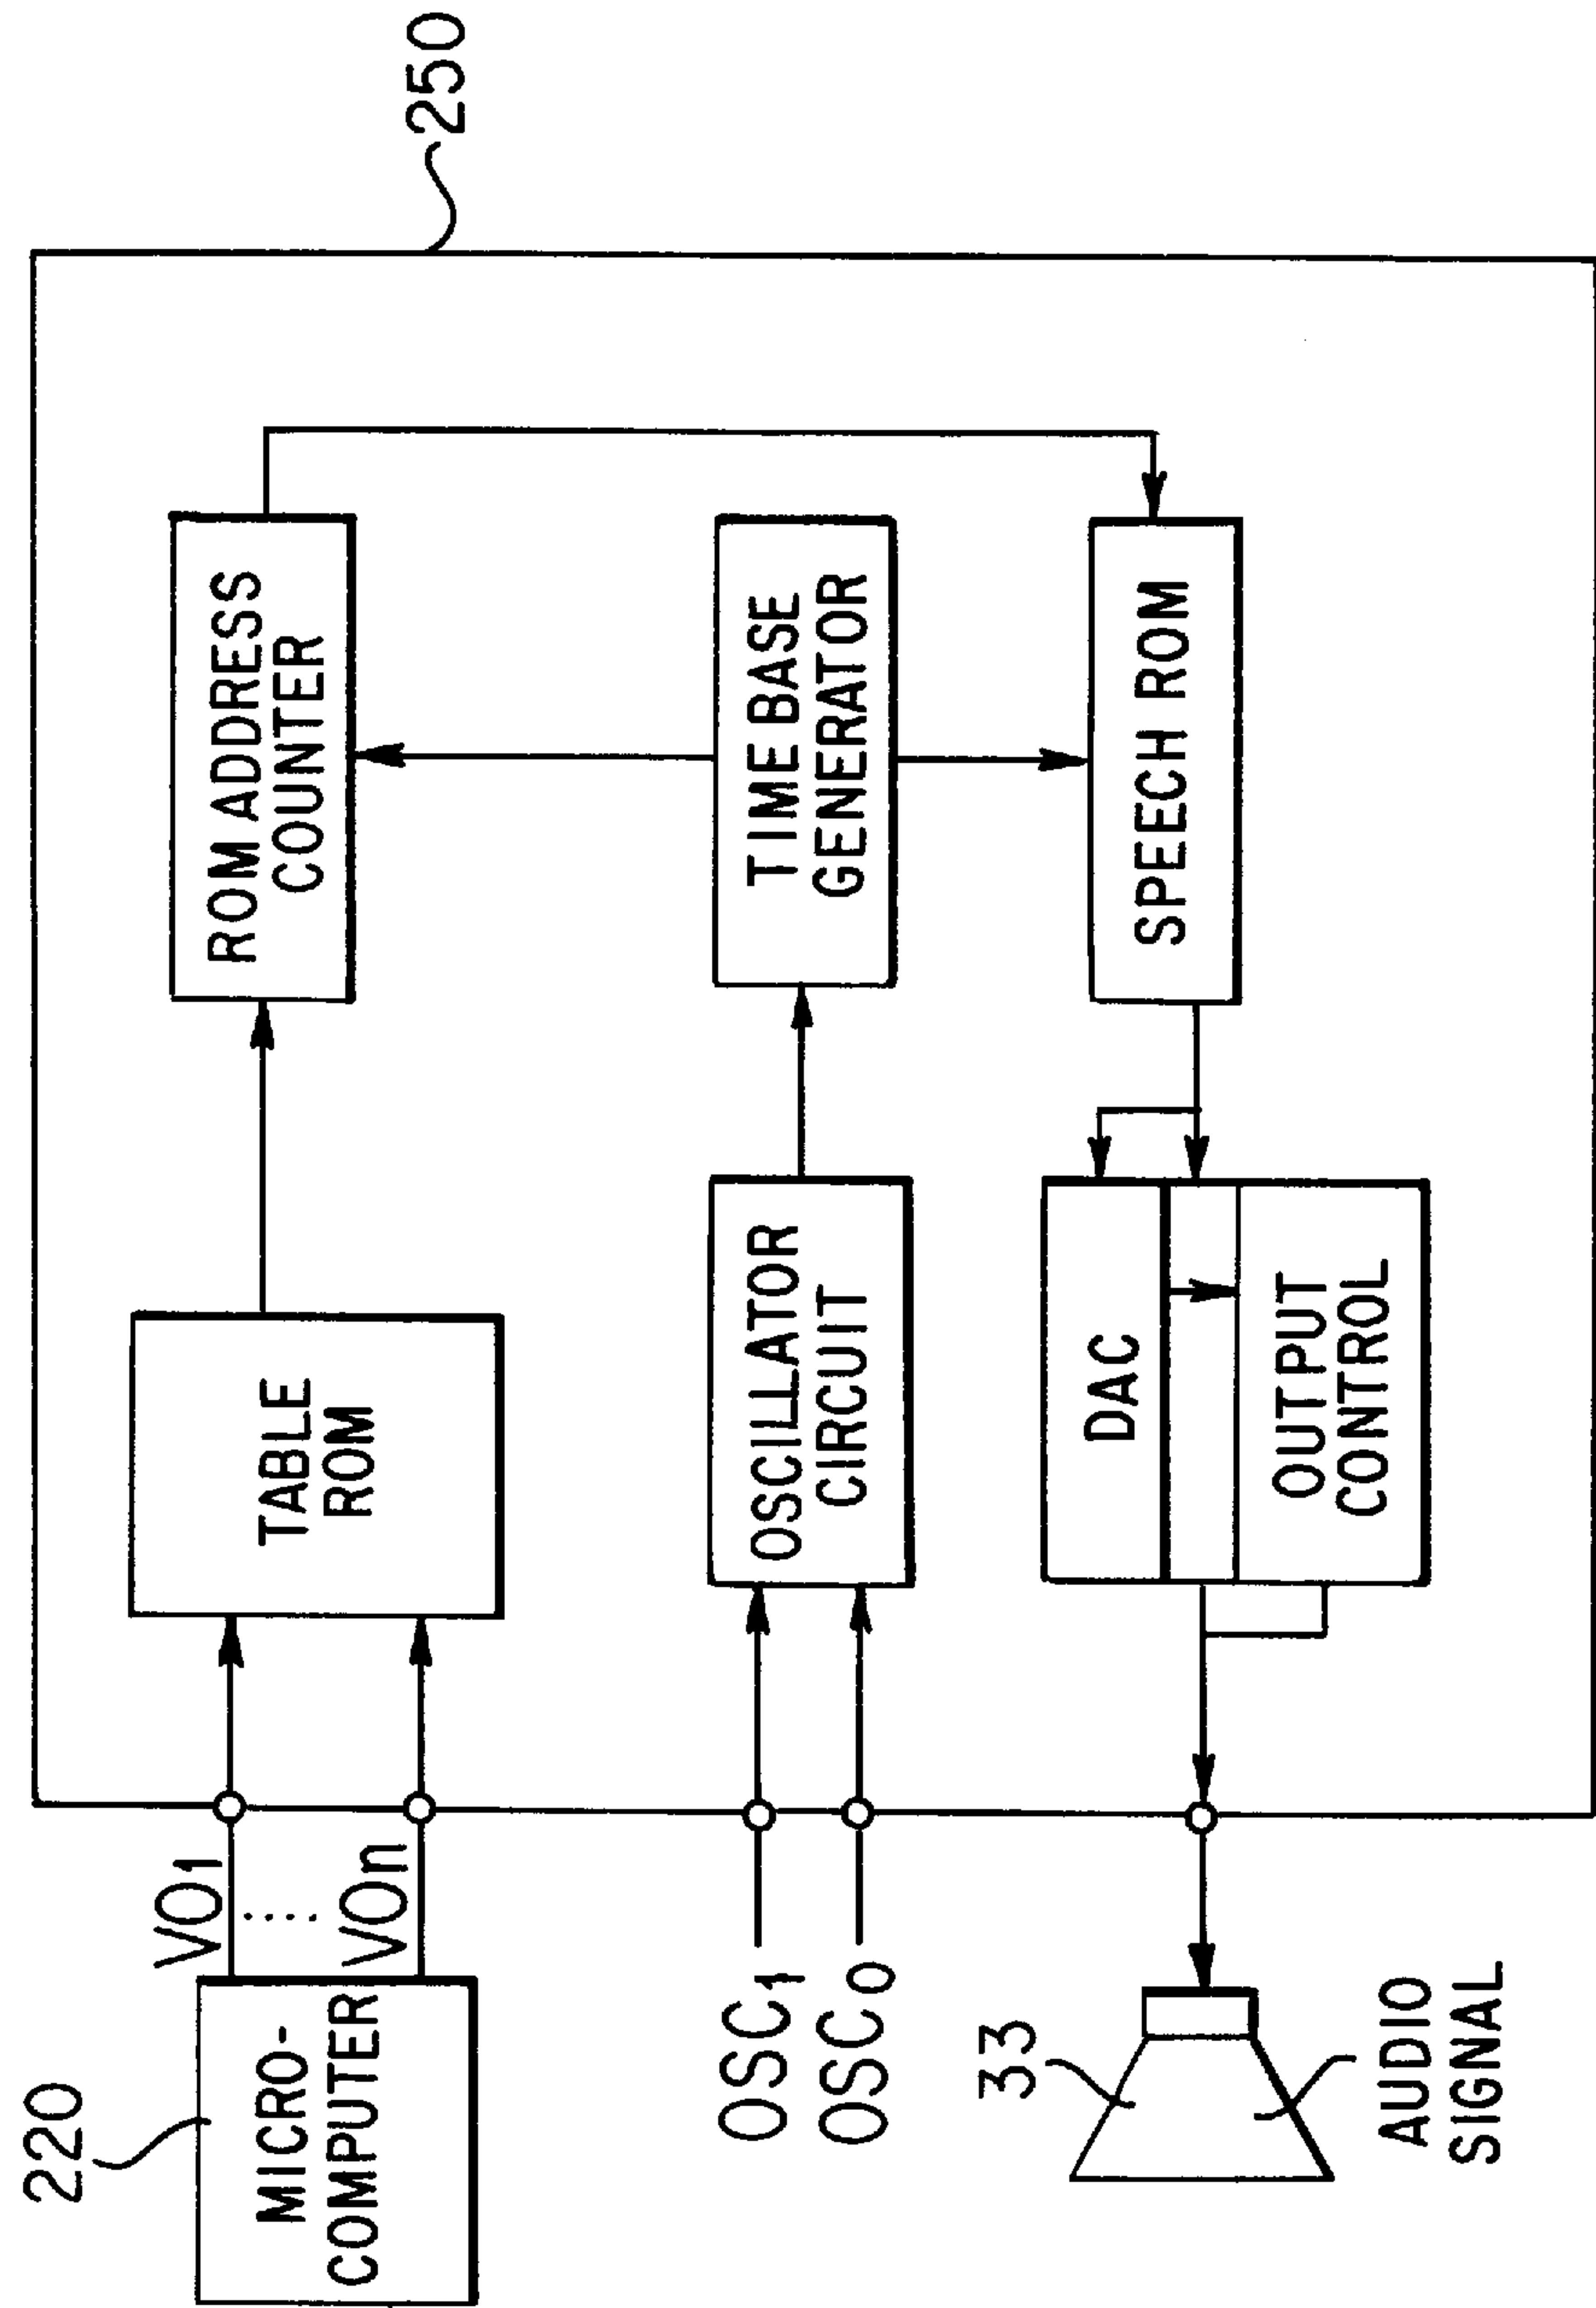 220
MICRO-
COMPUTER
VO1
VOn
TABLE
ROM
ROM ADDRESS
COUNTER
250
OSC1
OSC0
OSCILLATOR
CIRCUIT
TIME BASE
GENERATOR
33
AUDIO
SIGNAL
DAC
OUTPUT
CONTROL
SPEECH ROM